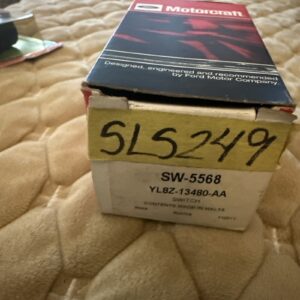 Motorcraft
Designed, engineered and recommended
by Ford Motor Company
SLS249
SW-5568
YL8Z-13480-AA
SWITCH